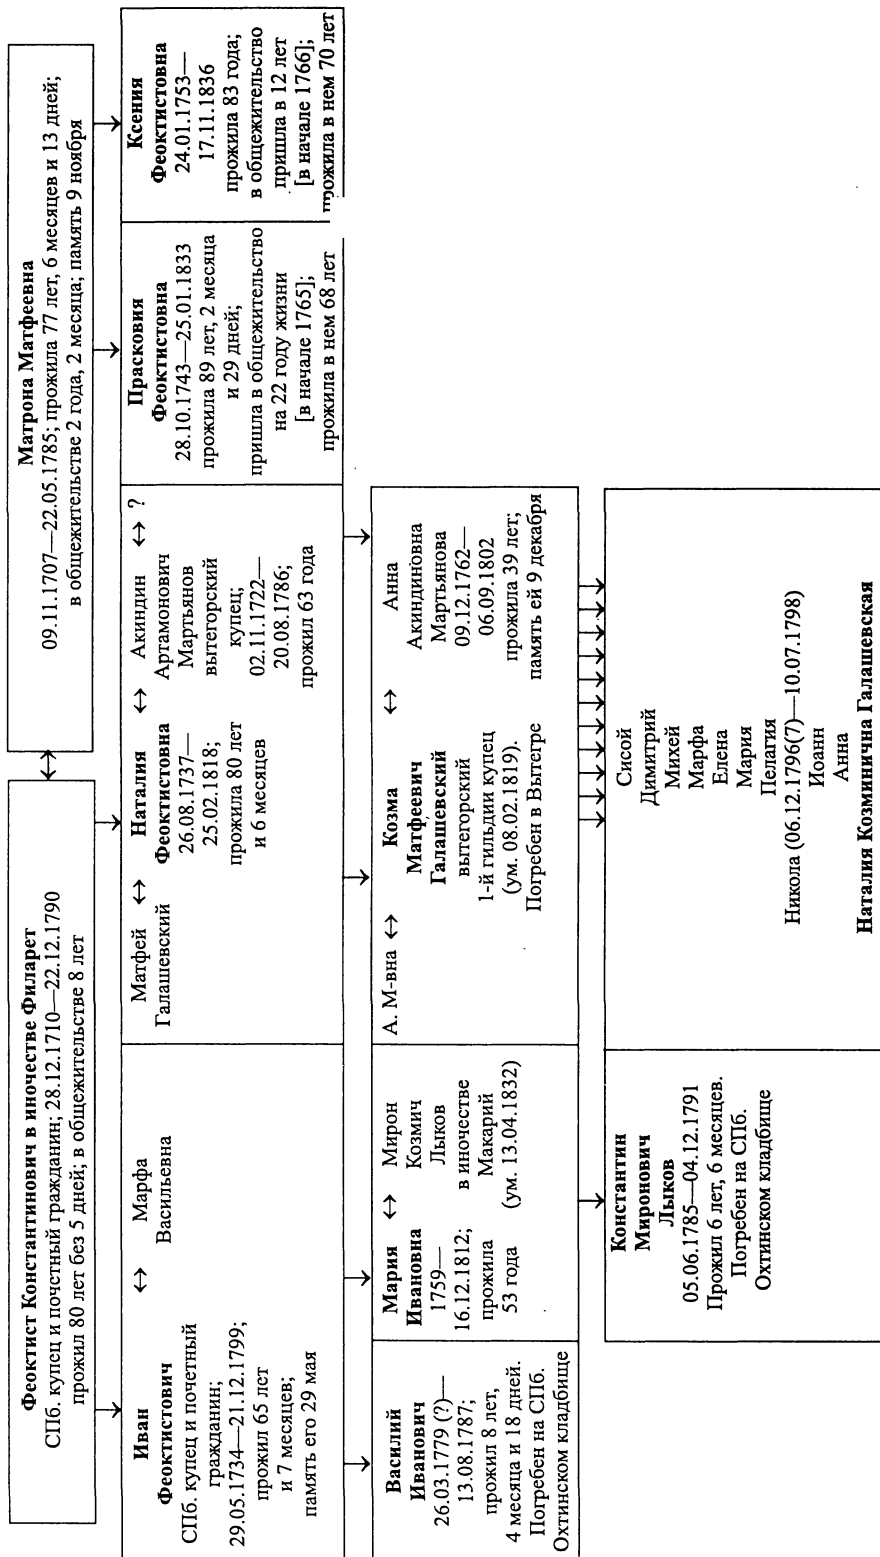 Феоктист Константинович в иночестве Филарет
СПб. купец и почетный гражданин; 28.12.1710—22.12.1790
прожил 80 лет без 5 дней; в общежительстве 8 лет
↔
Матрона Матфеевна
09.11.1707—22.05.1785; прожила 77 лет, 6 месяцев и 13 дней;
в общежительстве 2 года, 2 месяца; память 9 ноября
Иван
Феоктистович
СПб. купец и почетный
гражданин;
29.05.1734—21.12.1799;
прожил 65 лет
и 7 месяцев;
память его 29 мая
↔
Марфа
Васильевна
Матфей
Галашевский
↔
Наталия
Феоктистовна
26.08.1737—
25.02.1818;
прожила 80 лет
и 6 месяцев
↔
Акиндин
Артамонович
Мартьянов
вытегорский
купец;
02.11.1722—
20.08.1786;
прожил 63 года
↔ ?
Прасковия
Феоктистовна
28.10.1743—25.01.1833
прожила 89 лет, 2 месяца
и 29 дней;
пришла в общежительство
на 22 году жизни
[в начале 1765];
прожила в нем 68 лет
Ксения
Феоктистовна
24.01.1753—
17.11.1836
прожила 83 года;
в общежительство
пришла в 12 лет
[в начале 1766];
прожила в нем 70 лет
Василий
Иванович
26.03.1779 (?)—
13.08.1787;
прожил 8 лет,
4 месяца и 18 дней.
Погребен на СПб.
Охтинском кладбище
Мария
Ивановна
1759—
16.12.1812;
прожила
53 года
↔
Мирон
Козмич
Лыков
в иночестве
Макарий
(ум. 13.04.1832)
А. М-вна ↔
Козма
Матфеевич
Галашевский
вытегорский
1-й гильдии купец
(ум. 08.02.1819).
Погребен в Вытегре
↔
Анна
Акиндиновна
Мартьянова
09.12.1762—
06.09.1802
прожила 39 лет;
память ей 9 декабря
Константин
Миронович
Лыков
05.06.1785—04.12.1791
Прожил 6 лет, 6 месяцев.
Погребен на СПб.
Охтинском кладбище
Сисой
Димитрий
Михей
Марфа
Елена
Мария
Пелагия
Никола (06.12.1796(7)—10.07.1798)
Иоанн
Анна
Наталия Козминична Галашевская